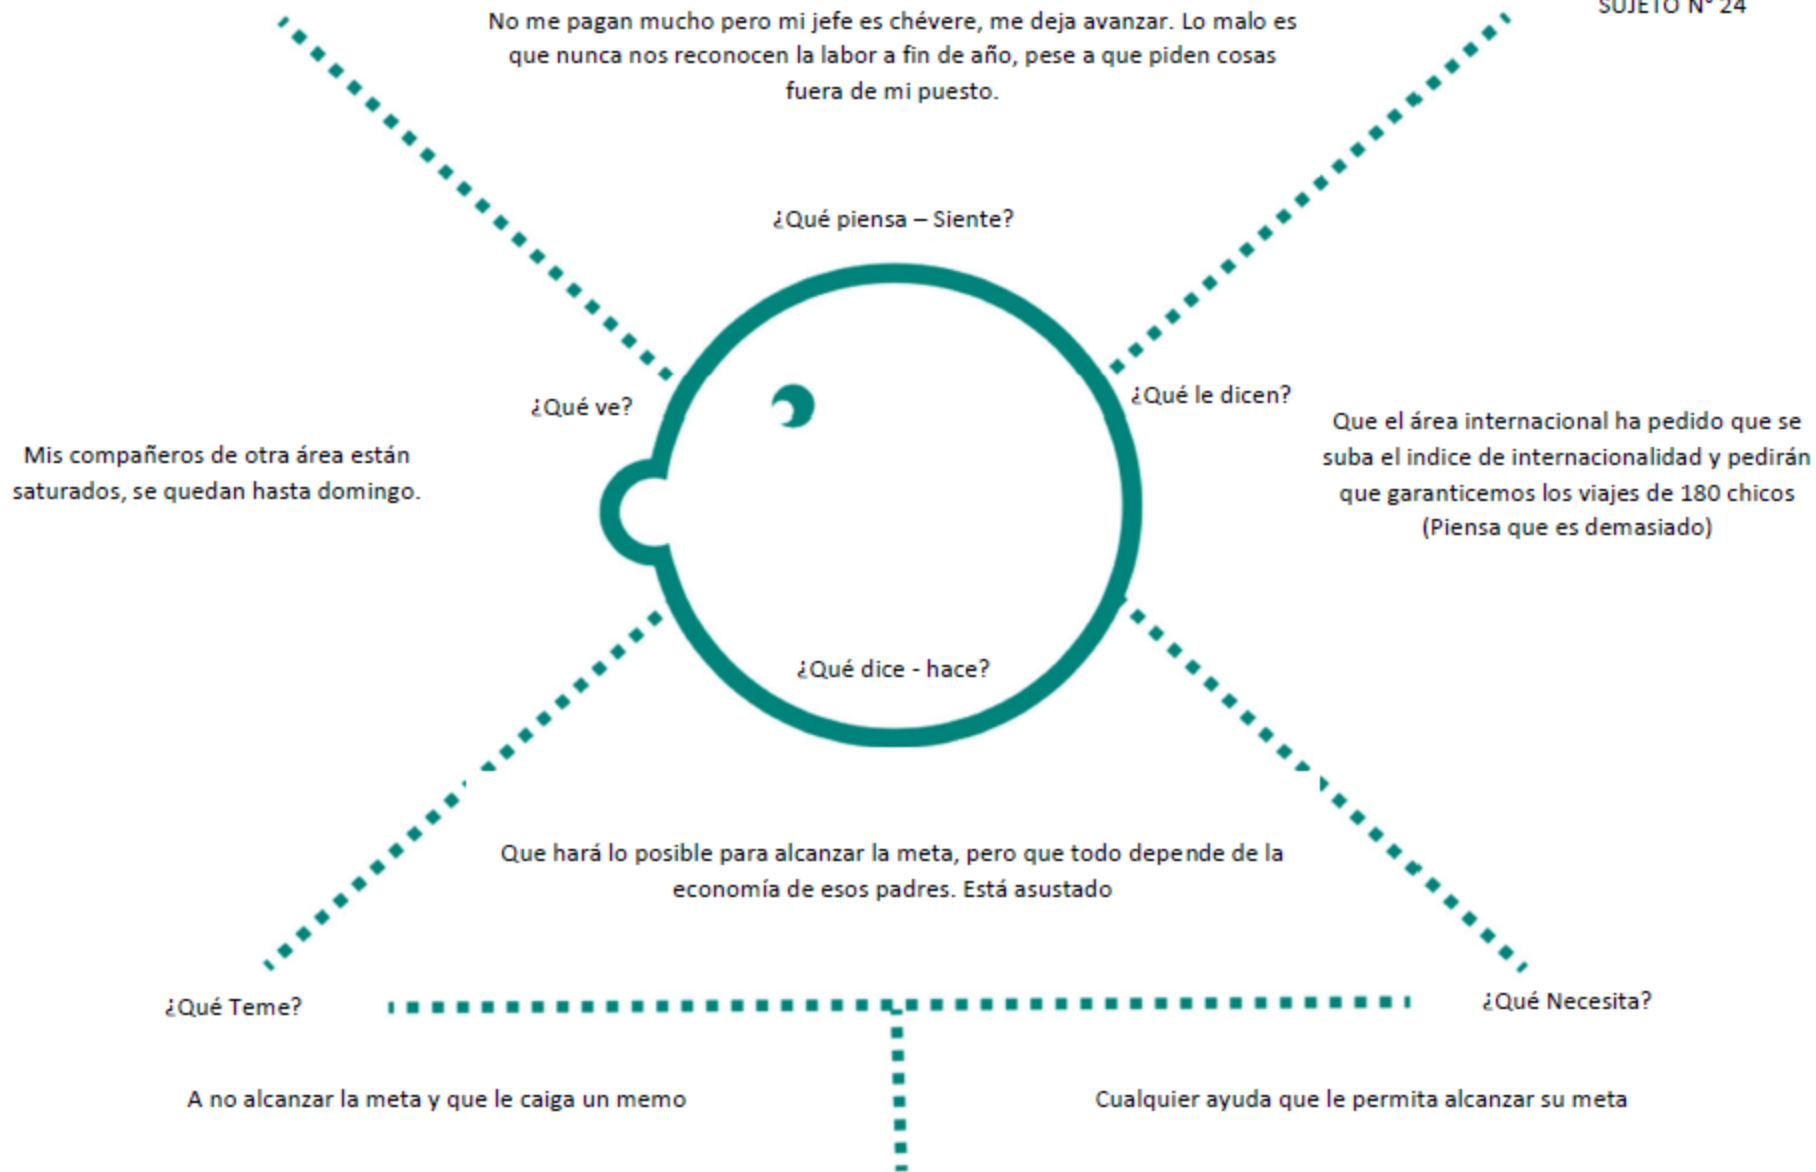 SUJETO N° 24
No me pagan mucho pero mi jefe es chévere, me deja avanzar. Lo malo es
que nunca nos reconocen la labor a fin de año, pese a que piden cosas
fuera de mi puesto.
¿Qué piensa – Siente?
¿Qué ve?
Mis compañeros de otra área están
saturados, se quedan hasta domingo.
¿Qué le dicen?
Que el área internacional ha pedido que se
suba el indice de internacionalidad y pedirán
que garanticemos los viajes de 180 chicos
(Piensa que es demasiado)
¿Qué dice - hace?
Que hará lo posible para alcanzar la meta, pero que todo depende de la
economía de esos padres. Está asustado
¿Qué Teme?
A no alcanzar la meta y que le caiga un memo
¿Qué Necesita?
Cualquier ayuda que le permita alcanzar su meta